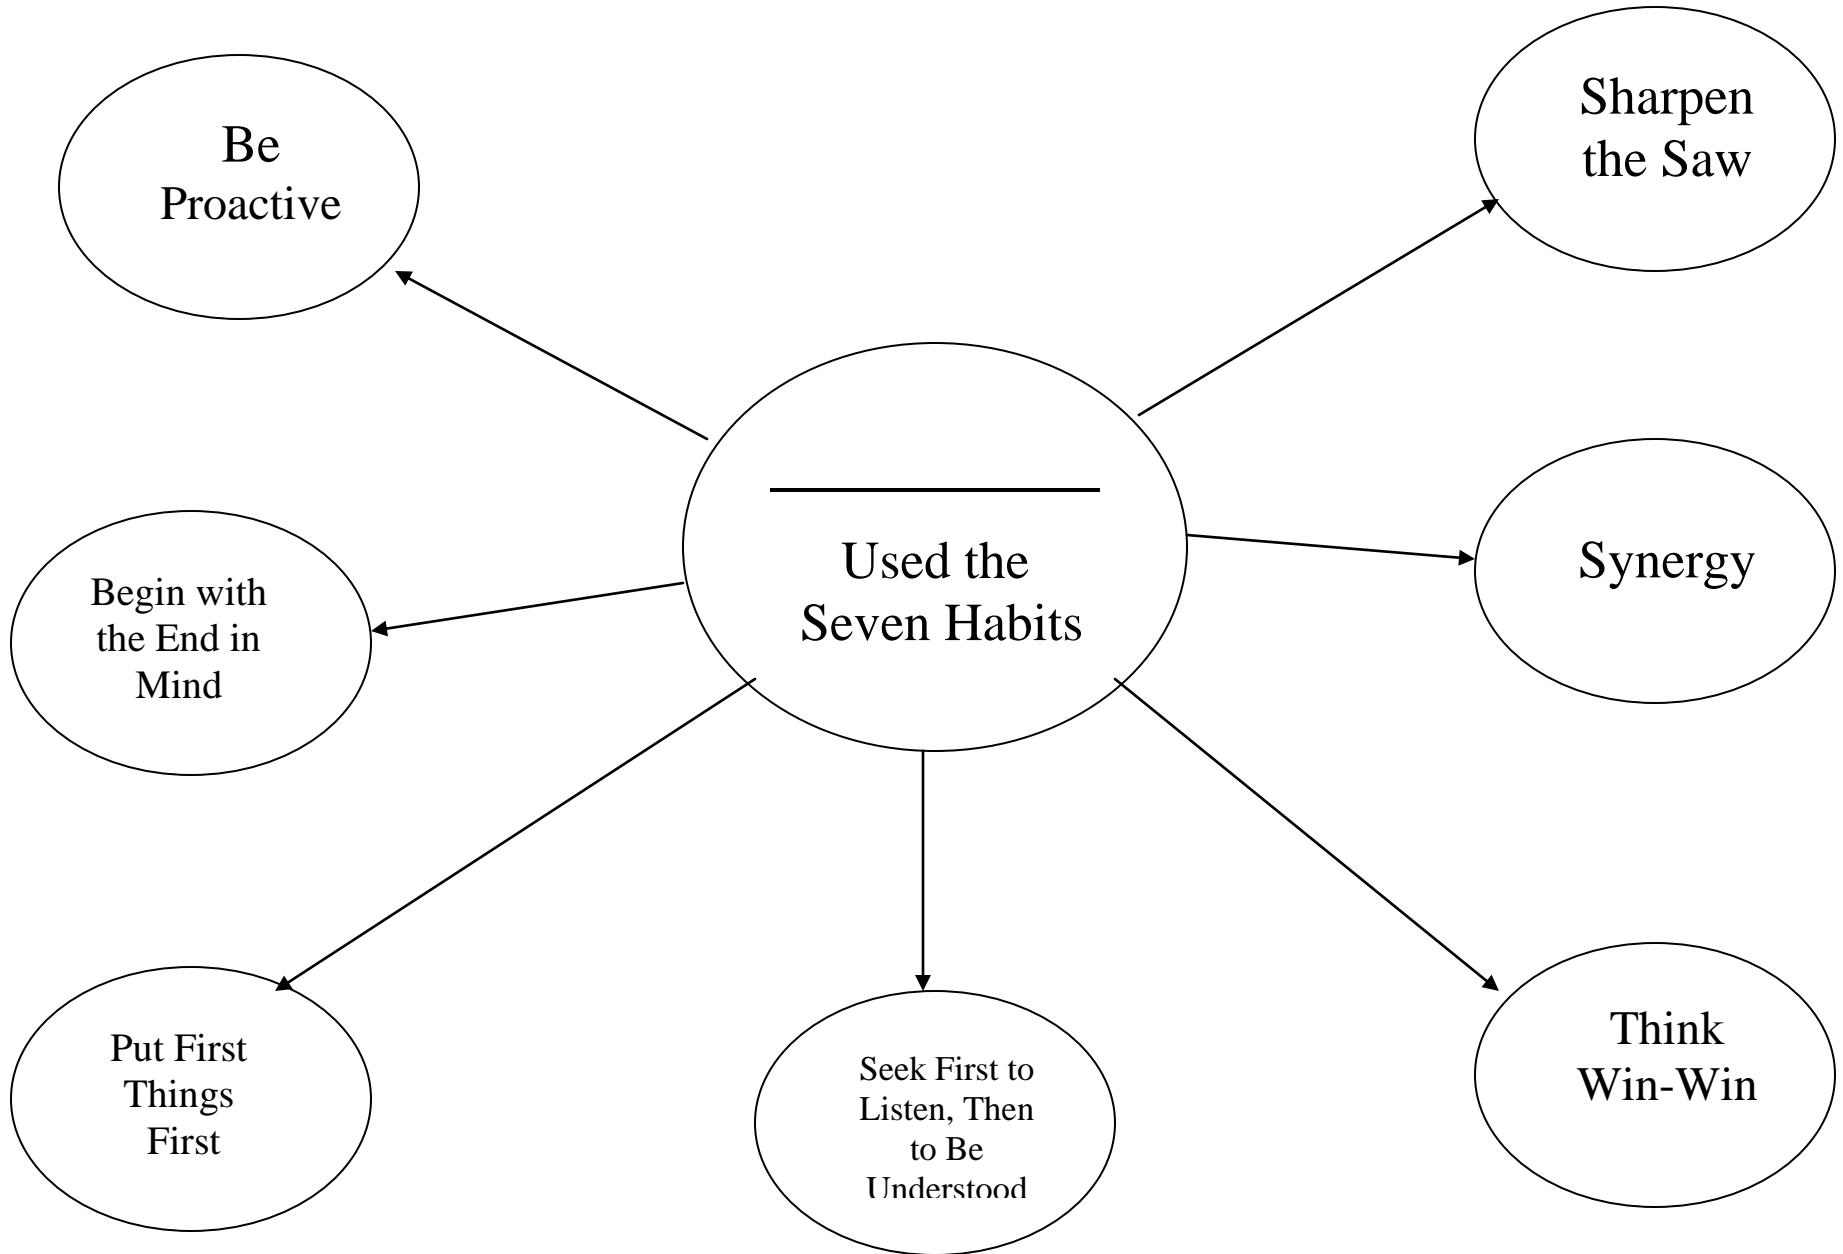 Be
Proactive
Sharpen
the Saw
Used the
Seven Habits
Synergy
Begin with
the End in
Mind
Put First
Things
First
Seek First to
Listen, Then
to Be
Understood
Think
Win-Win